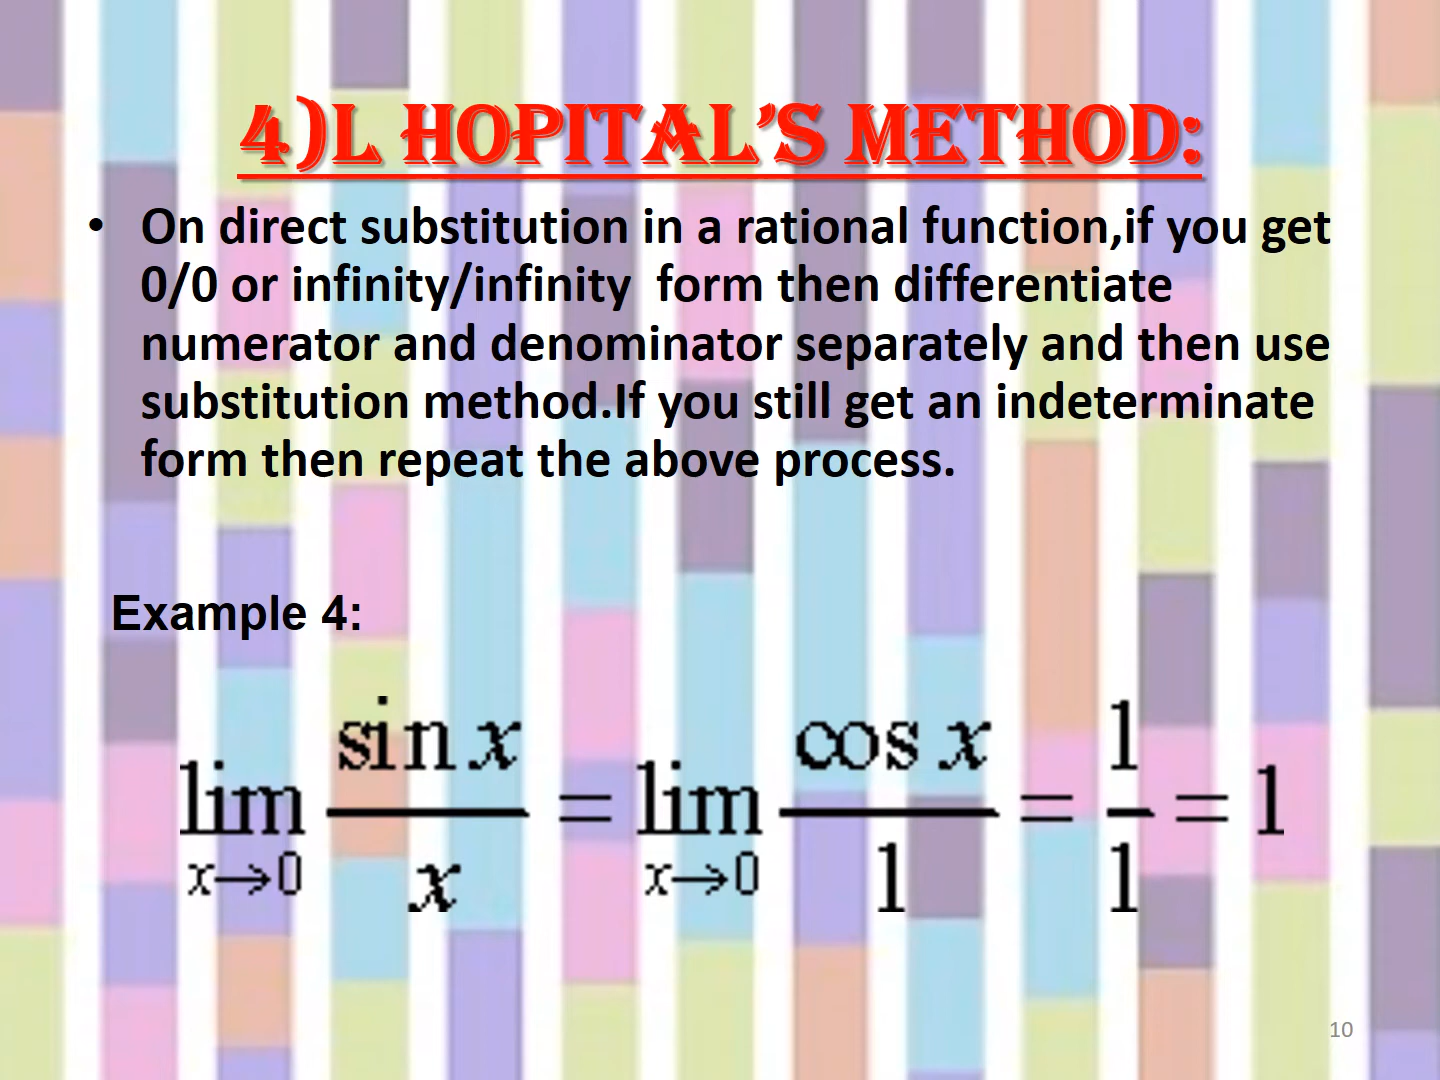 4)L HOPITAL’S METHOD:
• On direct substitution in a rational function,if you get
0/0 or infinity/infinity  form then differentiate
numerator and denominator separately and then use
substitution method.If you still get an indeterminate
form then repeat the above process.
Example 4:
lim x→0 sin x / x = lim x→0 cos x / 1 = 1/1 = 1
10